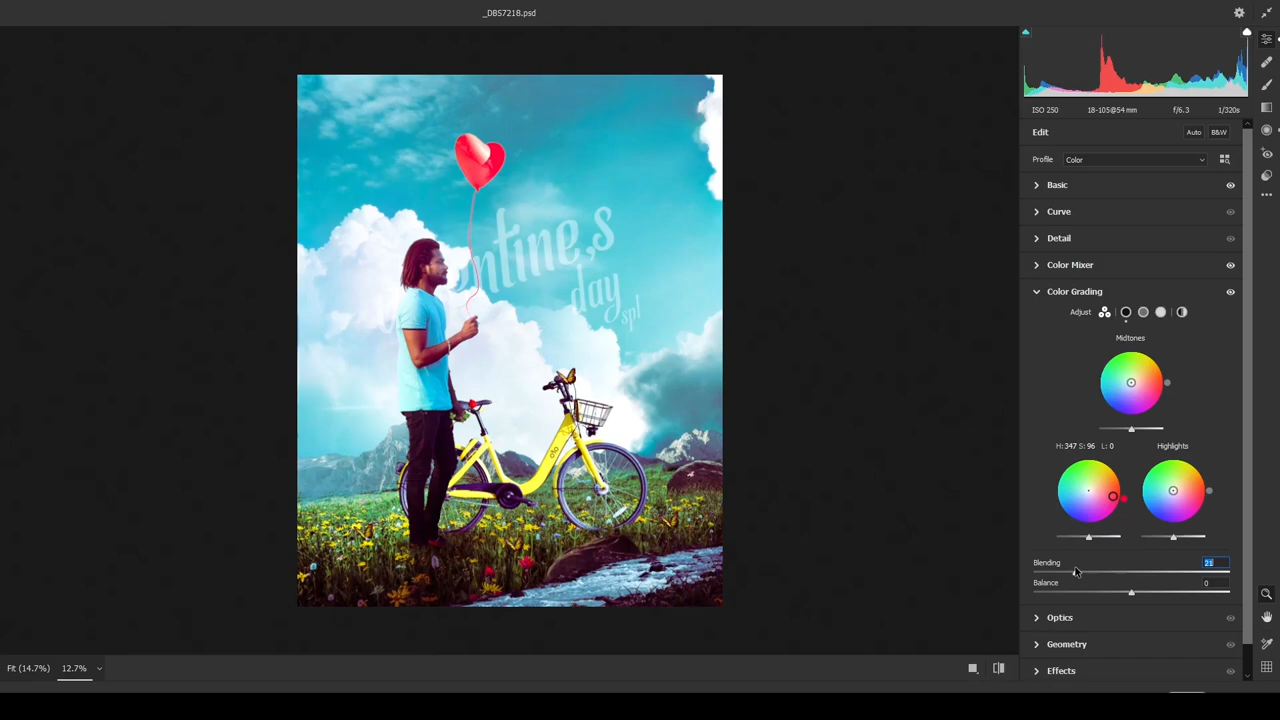 _DBS7218.psd
ISO 250 18-105@54 mm f/6.3 1/320s
Edit Auto B&W
Profile Color
Basic
Curve
Detail
Color Mixer
Color Grading
Adjust
Midtones
H: 347 S: 96 L: 0 Highlights
Blending 21
Balance 0
Optics
Geometry
Effects
ntine,s
day
spl
Fit (14.7%) 12.7%